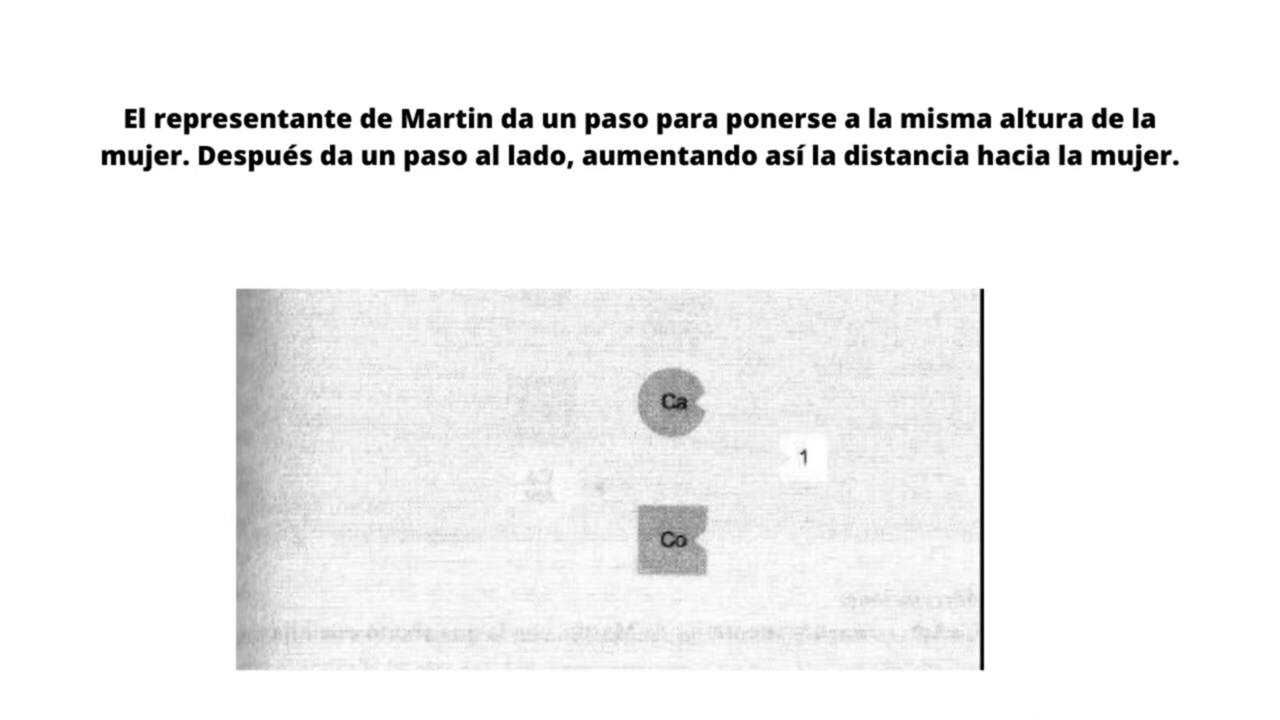 El representante de Martin da un paso para ponerse a la misma altura de la
mujer. Después da un paso al lado, aumentando así la distancia hacia la mujer.
Ca
1
Co